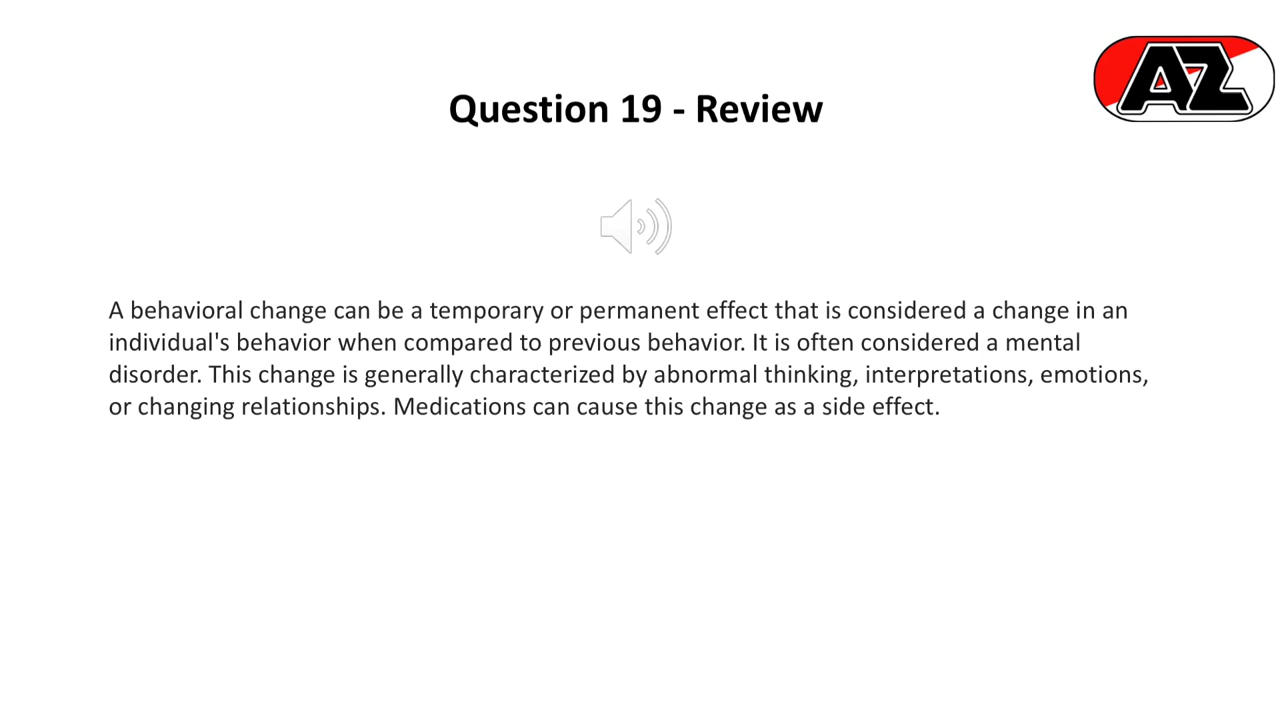 AZ
Question 19 - Review
A behavioral change can be a temporary or permanent effect that is considered a change in an
individual's behavior when compared to previous behavior. It is often considered a mental
disorder. This change is generally characterized by abnormal thinking, interpretations, emotions,
or changing relationships. Medications can cause this change as a side effect.